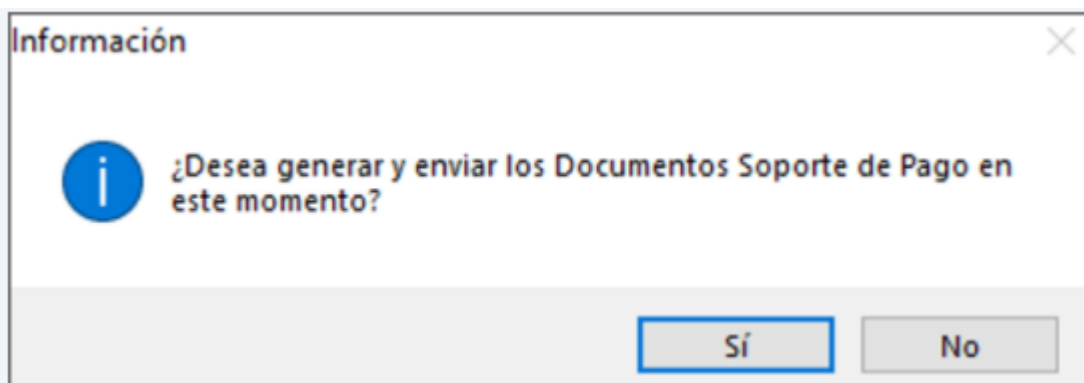 Información
¿Desea generar y enviar los Documentos Soporte de Pago en
este momento?
Sí
No